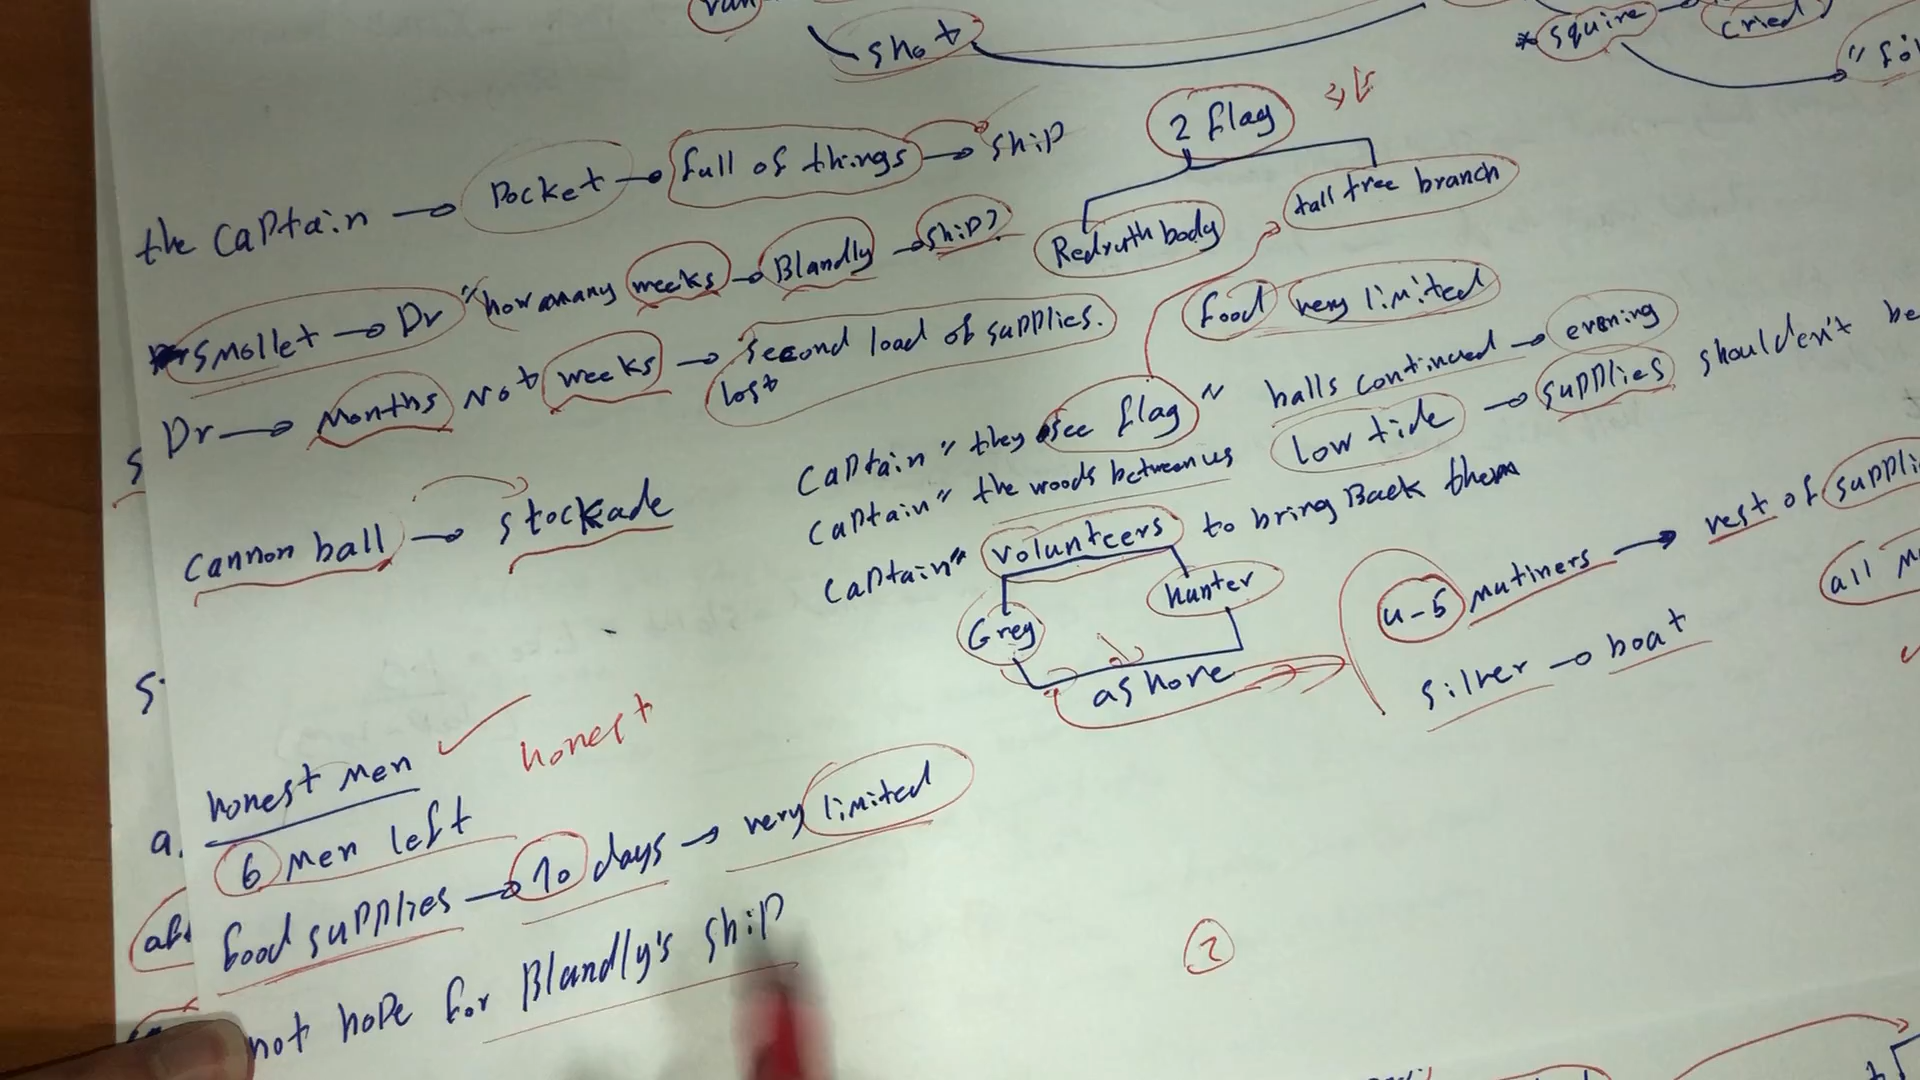 shot
* squire → cried
2 flag
the captain → Pocket → full of things → ship
Redruth body
tall tree branch
smollet → Dr "how many weeks → Blandly → ship?
food very limited
Dr → Months not weeks → second load of supplies.
lost
Captain "they see flag" balls continued → evening
Captain "the woods between us low tide → supplies shoulden't be
Captain" volunteers to bring Back them
cannon ball → stockade
Grey
hunter
ashore
4-5 mutiners → rest of
silver → boat
honest men
honest
6 men left
food supplies → 10 days → very limited
not hope for Blandly's ship
2